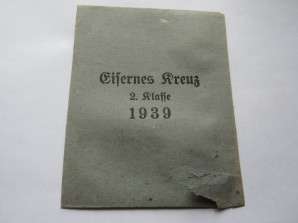 Eisernes Kreuz
2. Klasse
1939